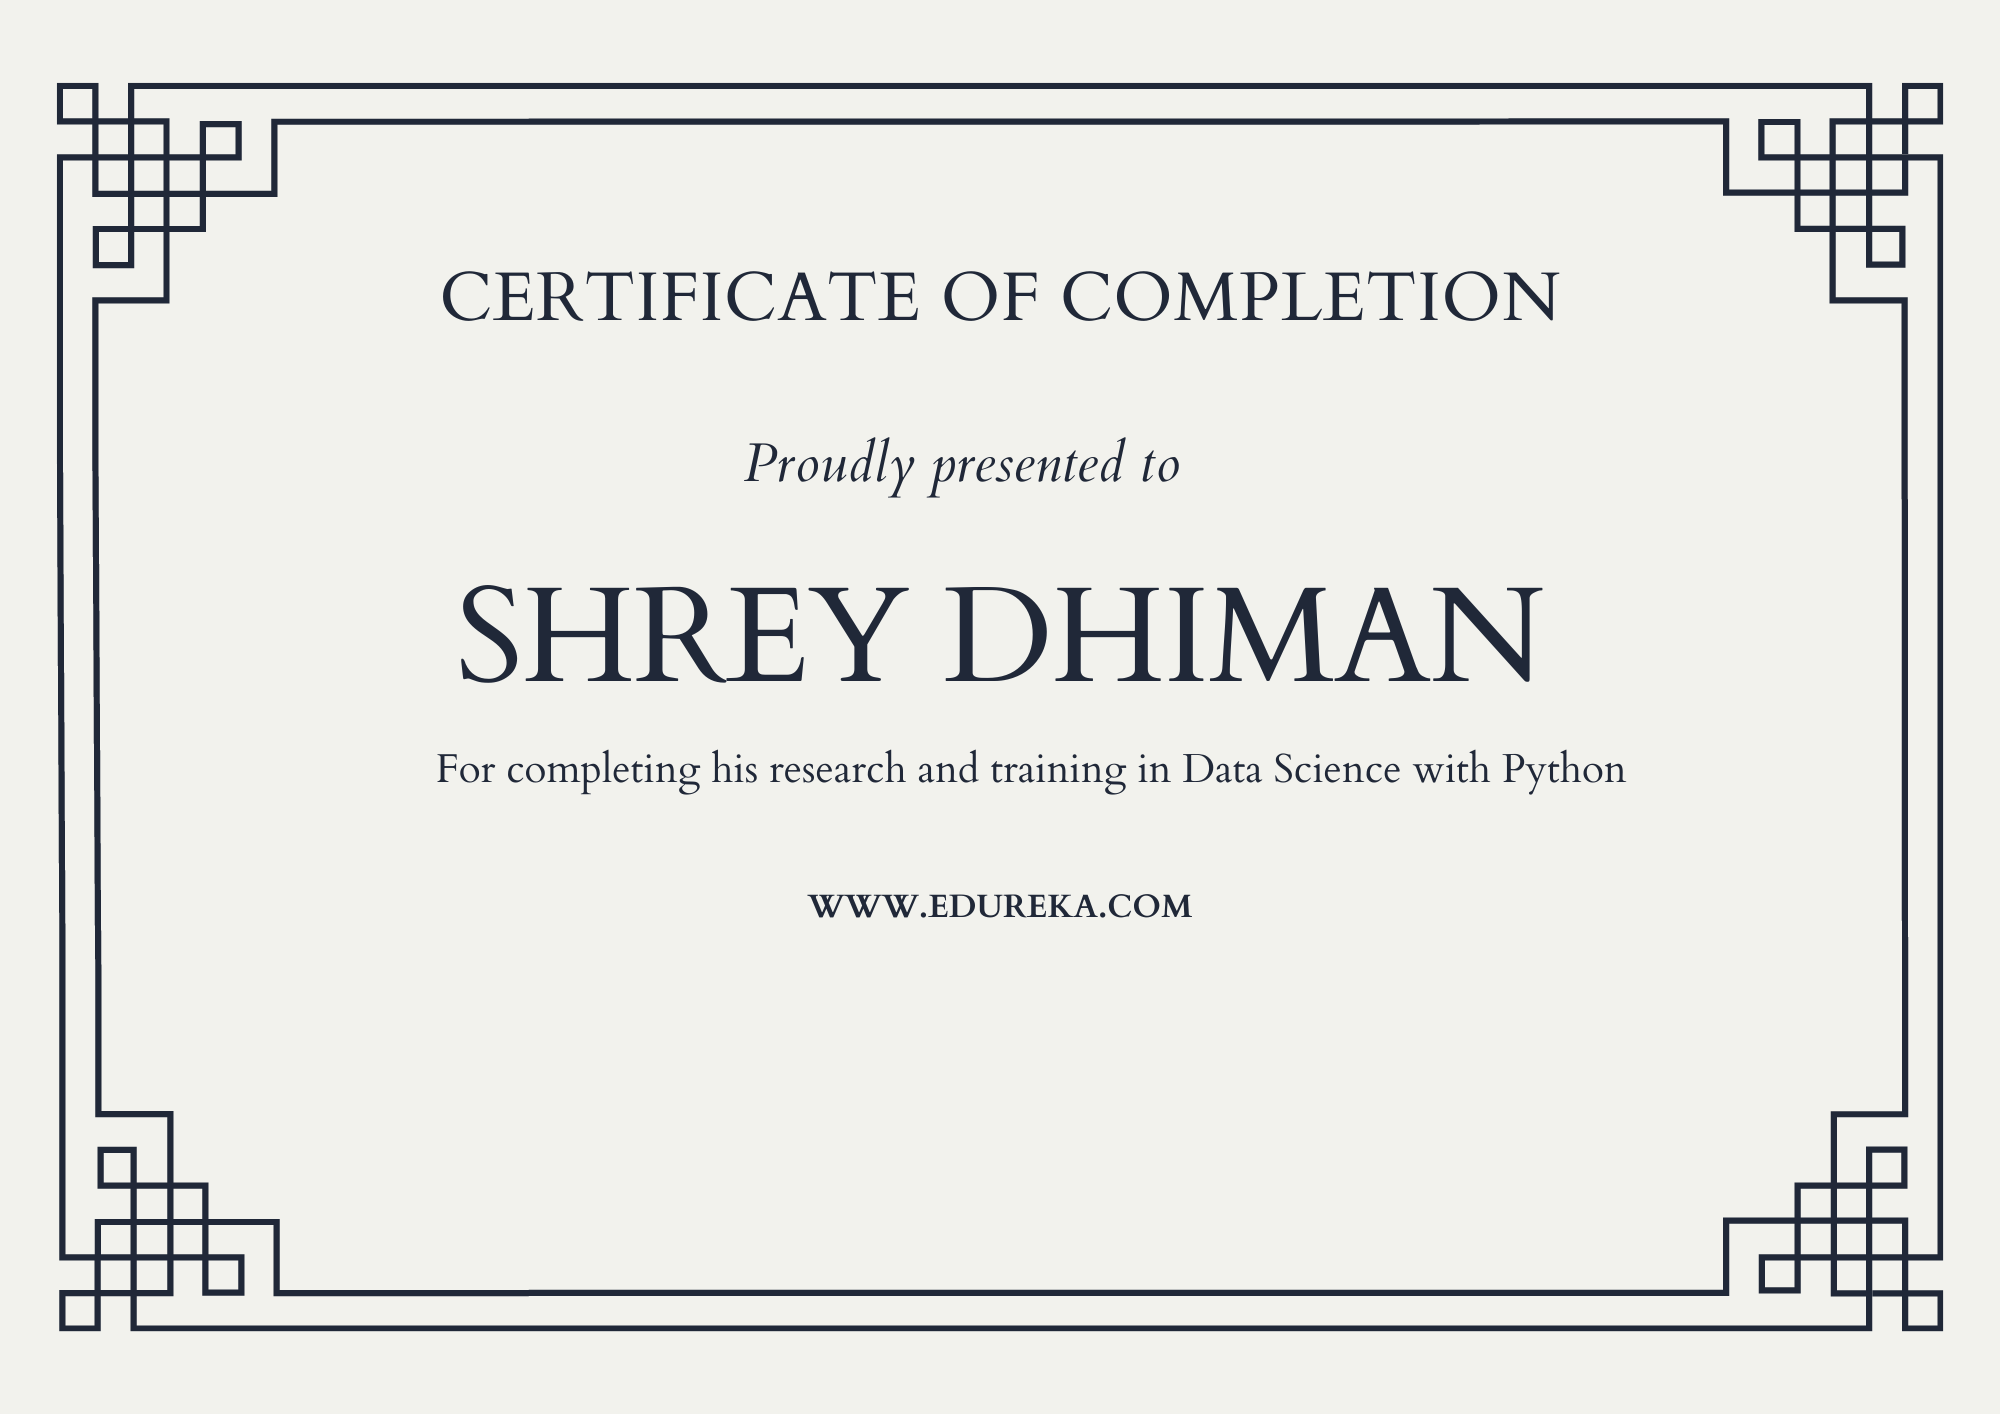 CERTIFICATE OF COMPLETION
Proudly presented to
SHREY DHIMAN
For completing his research and training in Data Science with Python
WWW.EDUREKA.COM